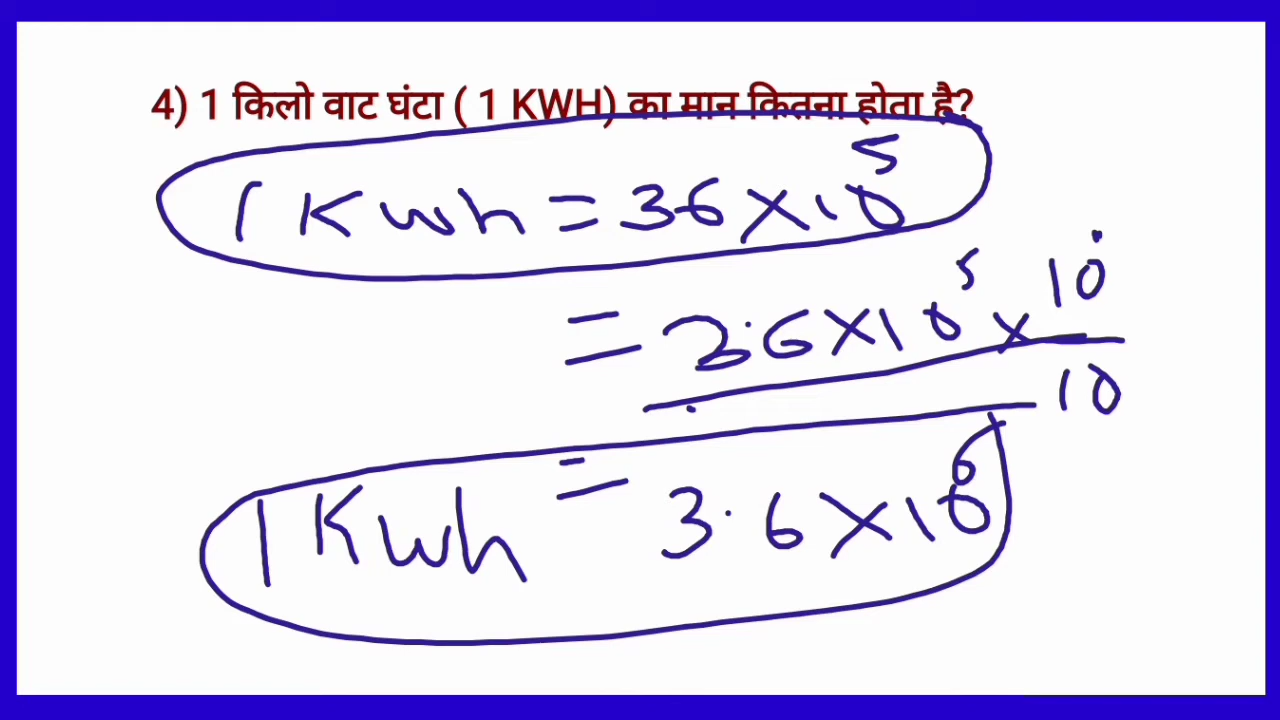 4) 1 किलो वाट घंटा ( 1 KWH) का मान कितना होता है?
1 Kwh = 36×10⁵
= 3.6×10⁵ × 10/10
1 Kwh = 3.6×10⁶